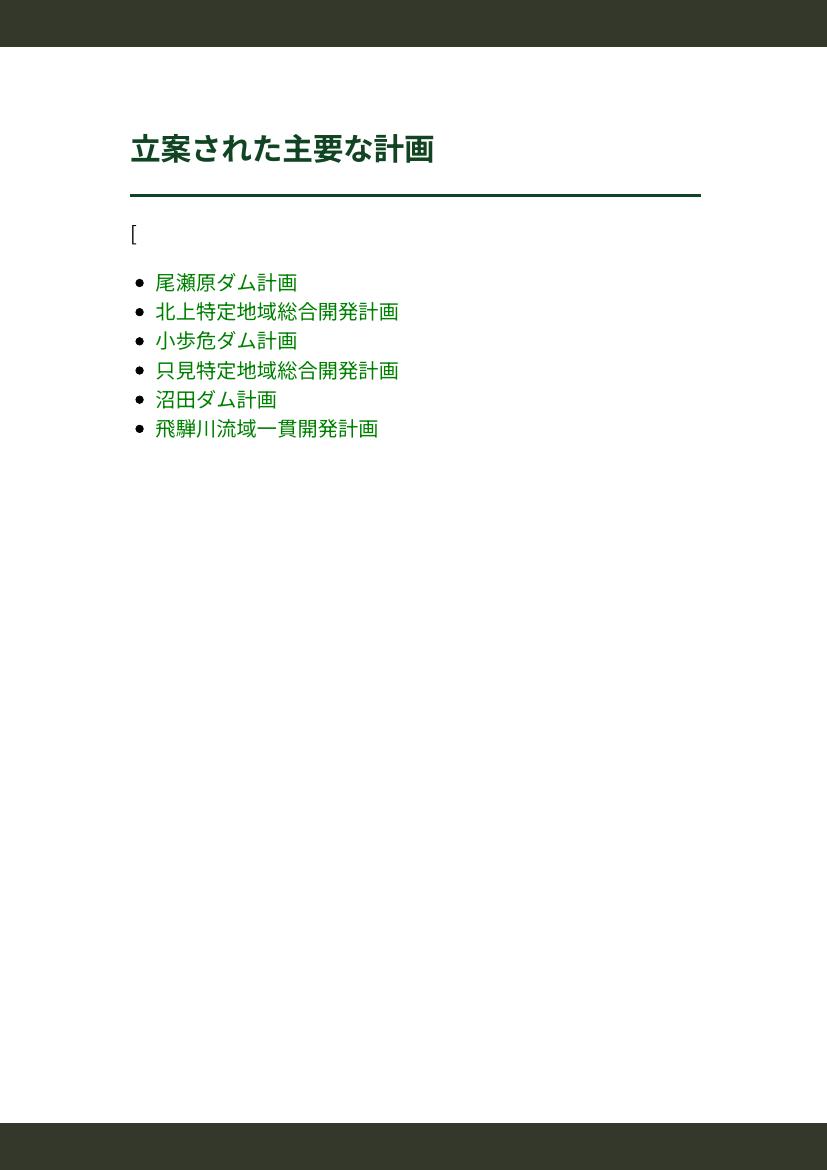 立案された主要な計画
[
● 尾瀬原ダム計画
● 北上特定地域総合開発計画
● 小歩危ダム計画
● 只見特定地域総合開発計画
● 沼田ダム計画
● 飛騨川流域一貫開発計画